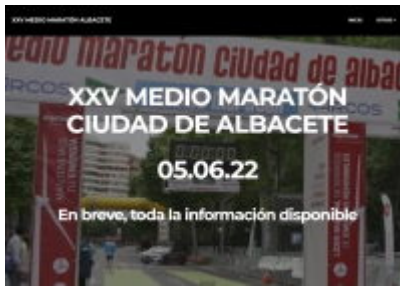 XXV MEDIO MARATÓN ALBACETE
INICIO
medio maratón ciudad de alba
XXV MEDIO MARATÓN
CIUDAD DE ALBACETE
05.06.22
En breve, toda la información disponible